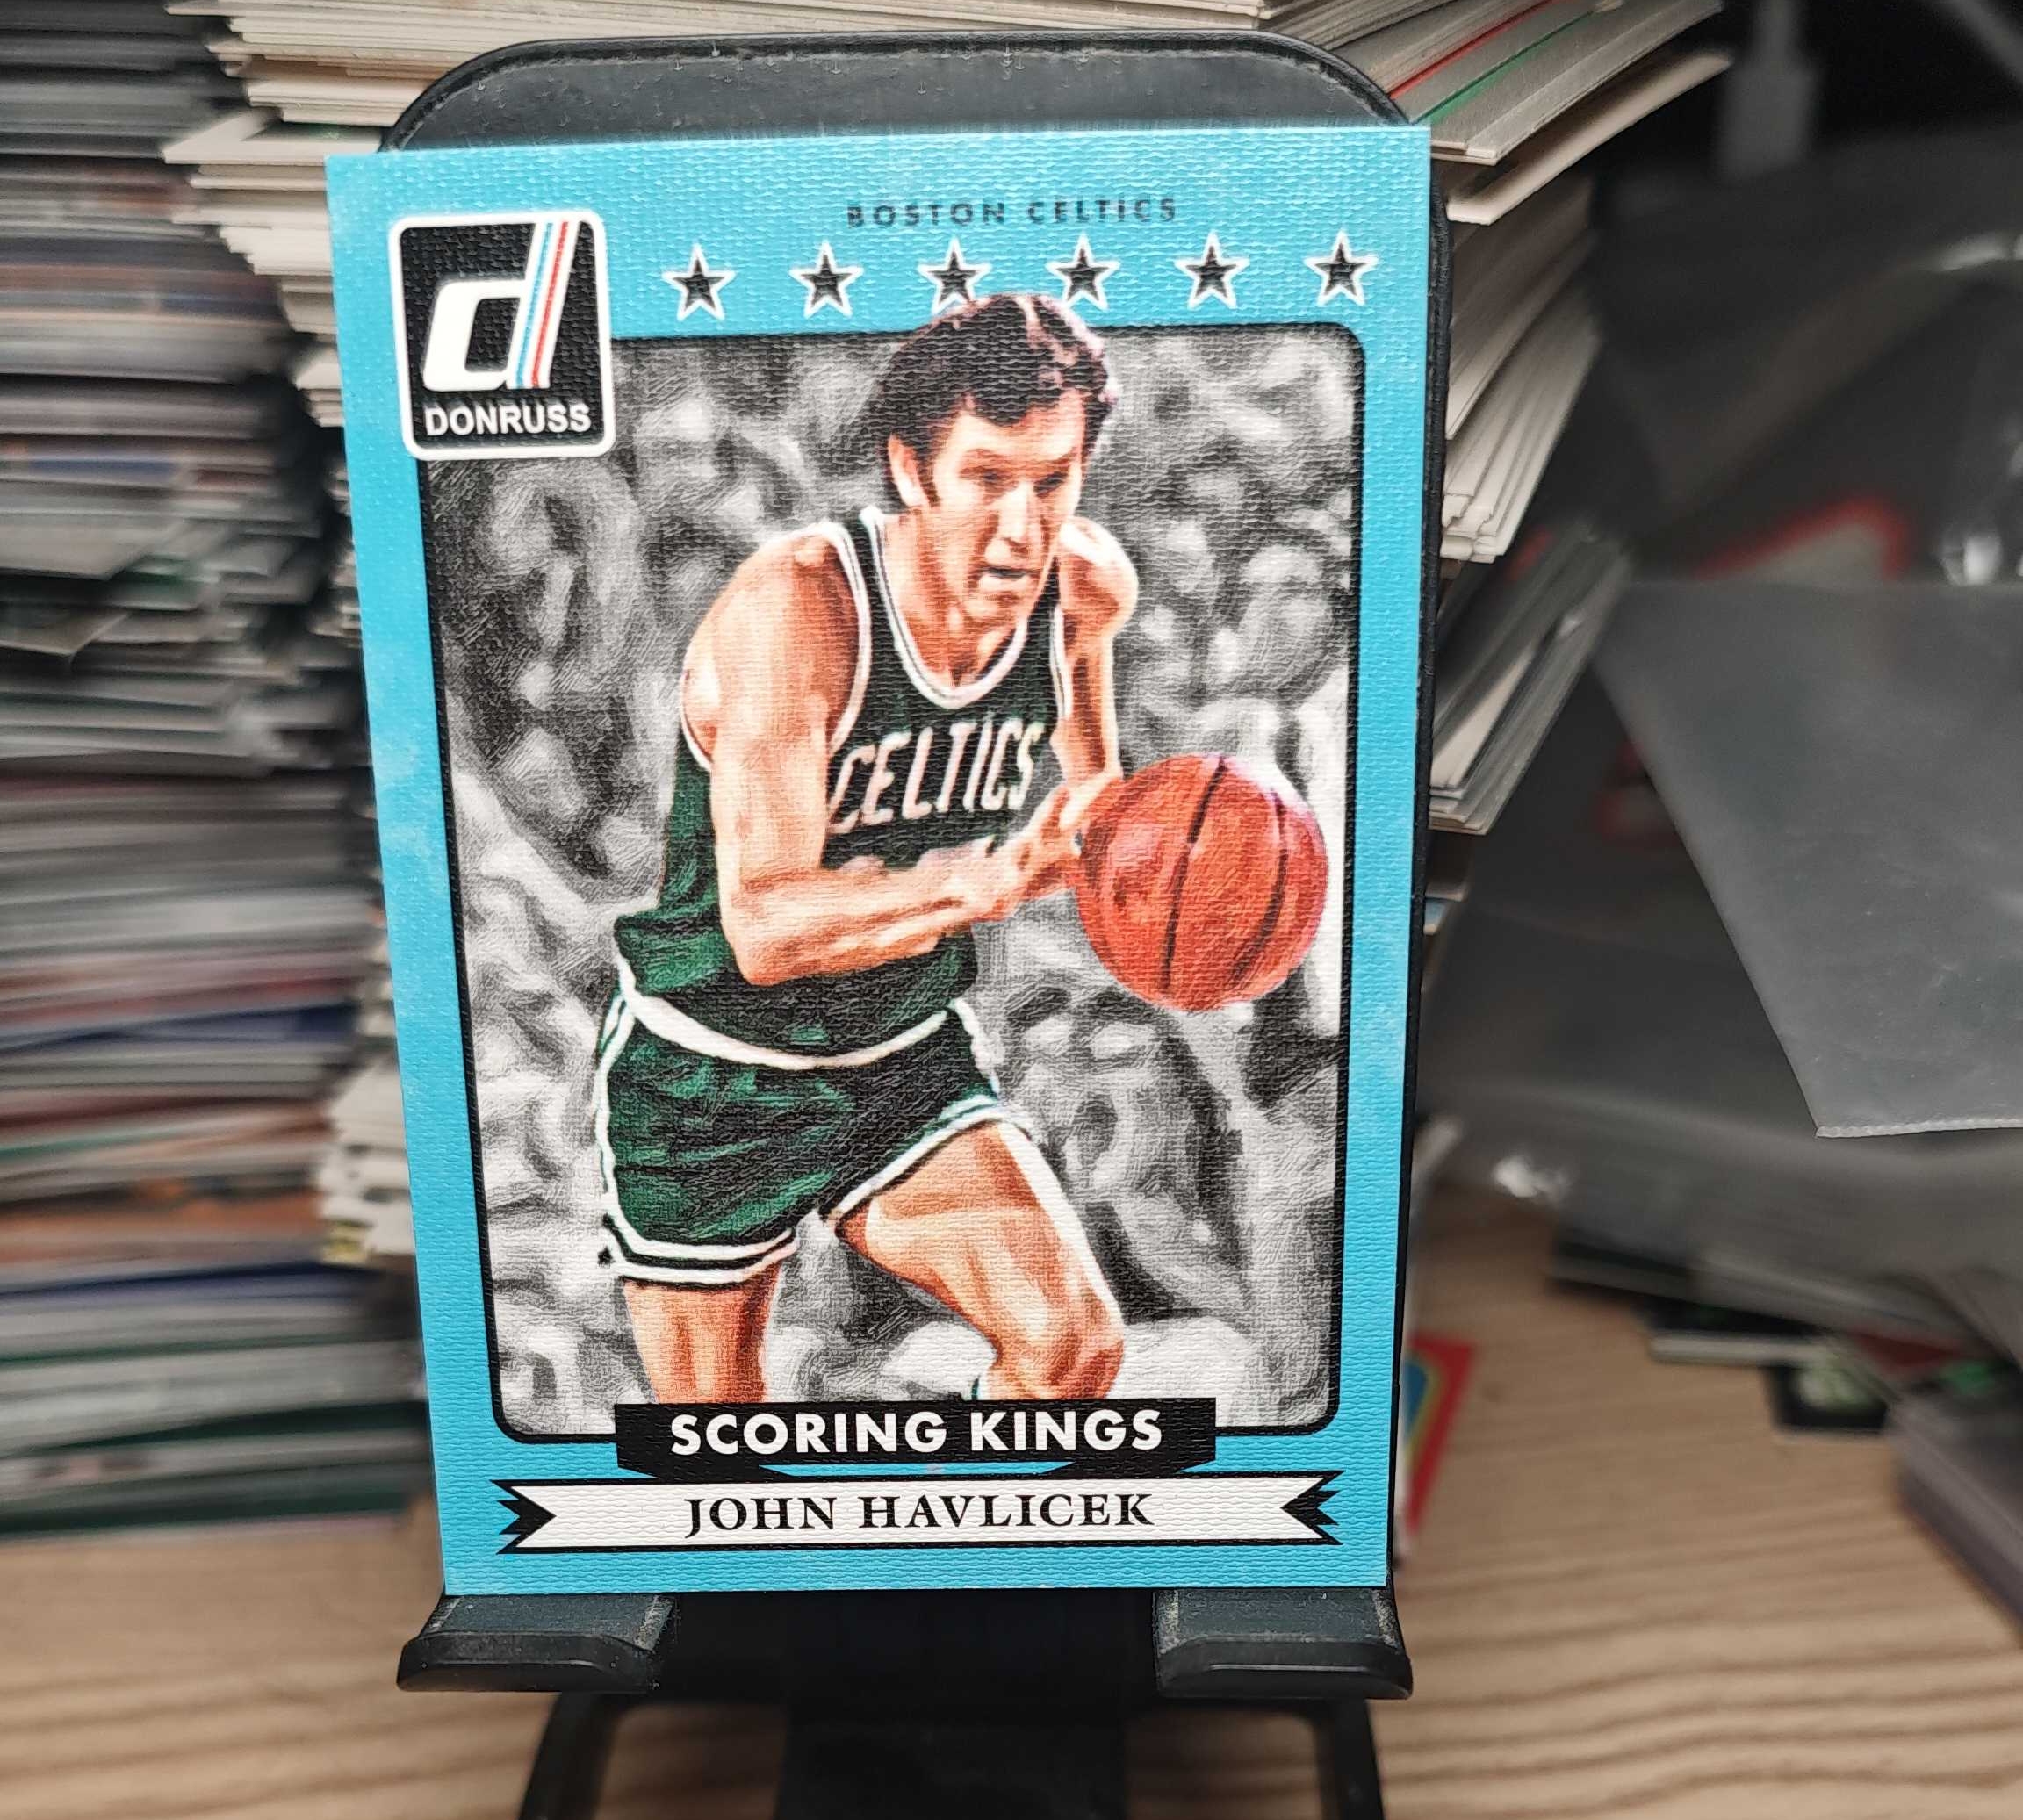 BOSTON CELTICS
DONRUSS
CELTICS
SCORING KINGS
JOHN HAVLICEK